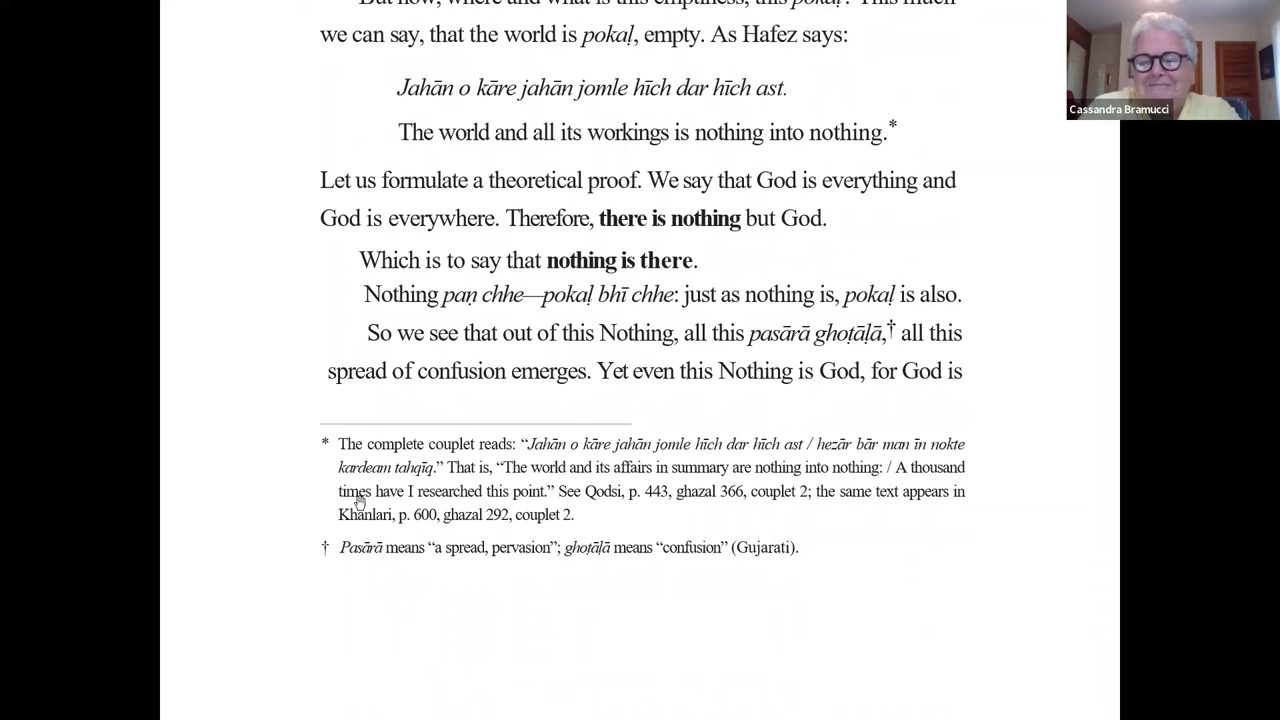 we can say, that the world is pokaḷ, empty. As Hafez says:
Jahān o kāre jahān jomle hīch dar hīch ast.
The world and all its workings is nothing into nothing.*
Let us formulate a theoretical proof. We say that God is everything and
God is everywhere. Therefore, there is nothing but God.
Which is to say that nothing is there.
Nothing paṇ chhe—pokaḷ bhī chhe: just as nothing is, pokaḷ is also.
So we see that out of this Nothing, all this pasārā ghoṭāḷā,† all this
spread of confusion emerges. Yet even this Nothing is God, for God is
* The complete couplet reads: “Jahān o kāre jahān jomle hīch dar hīch ast / hezār bār man īn nokte
kardeam tahqīq.” That is, “The world and its affairs in summary are nothing into nothing: / A thousand
times have I researched this point.” See Qodsi, p. 443, ghazal 366, couplet 2; the same text appears in
Khānlari, p. 600, ghazal 292, couplet 2.
† Pasārā means “a spread, pervasion”; ghoṭāḷā means “confusion” (Gujarati).
Cassandra Bramucci